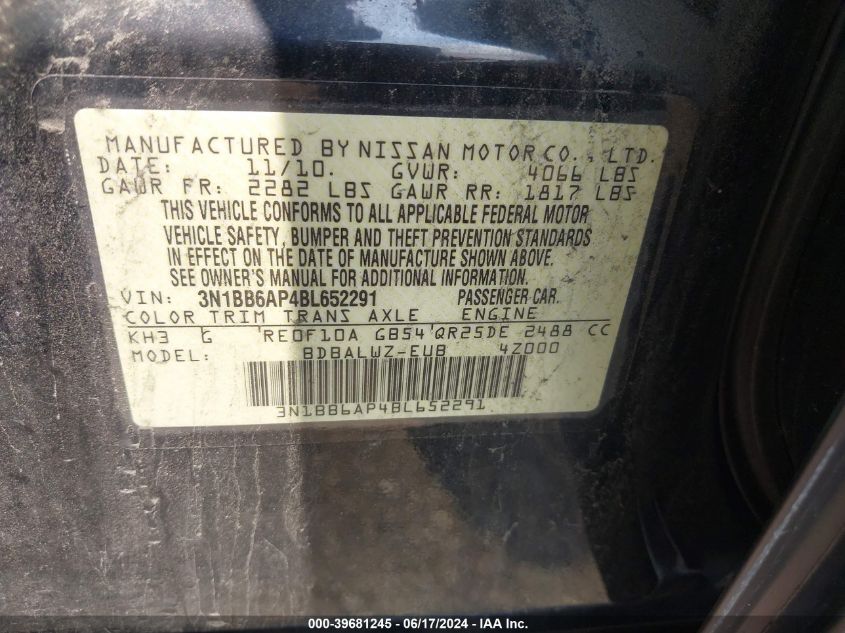 MANUFACTURED BY NISSAN MOTOR CO., LTD.
DATE: 11/10. GVWR: 4066 LBS
GAWR FR: 2282 LBS GAWR RR: 1817 LBS
THIS VEHICLE CONFORMS TO ALL APPLICABLE FEDERAL MOTOR
VEHICLE SAFETY, BUMPER AND THEFT PREVENTION STANDARDS
IN EFFECT ON THE DATE OF MANUFACTURE SHOWN ABOVE.
SEE OWNER'S MANUAL FOR ADDITIONAL INFORMATION.
VIN: 3N1BB6AP4BL652291 PASSENGER CAR.
COLOR TRIM TRANS AXLE ENGINE
KH3 G RE0F10A GB54 QR25DE 2488 CC
MODEL: BDBALWZ-EUB 4Z000
3N1BB6AP4BL652291
000-39681245 - 06/17/2024 - IAA Inc.